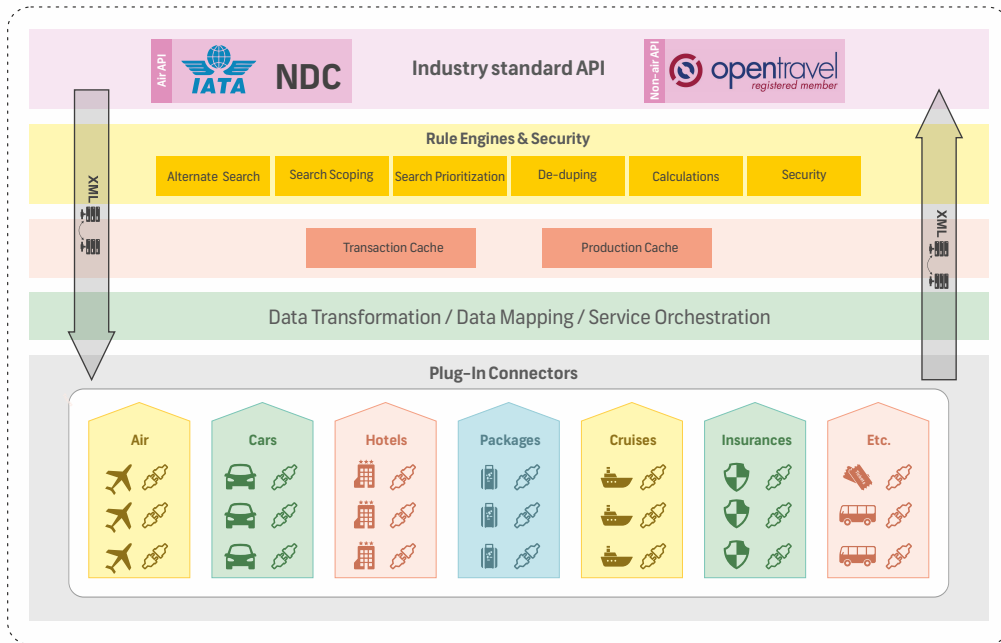 Air API
IATA
NDC
Industry standard API
Non-air API
opentravel
registered member
Rule Engines & Security
Alternate Search
Search Scoping
Search Prioritization
De-duping
Calculations
Security
XML
XML
Transaction Cache
Production Cache
Data Transformation / Data Mapping / Service Orchestration
Plug-In Connectors
Air
Cars
Hotels
Packages
Cruises
Insurances
Etc.